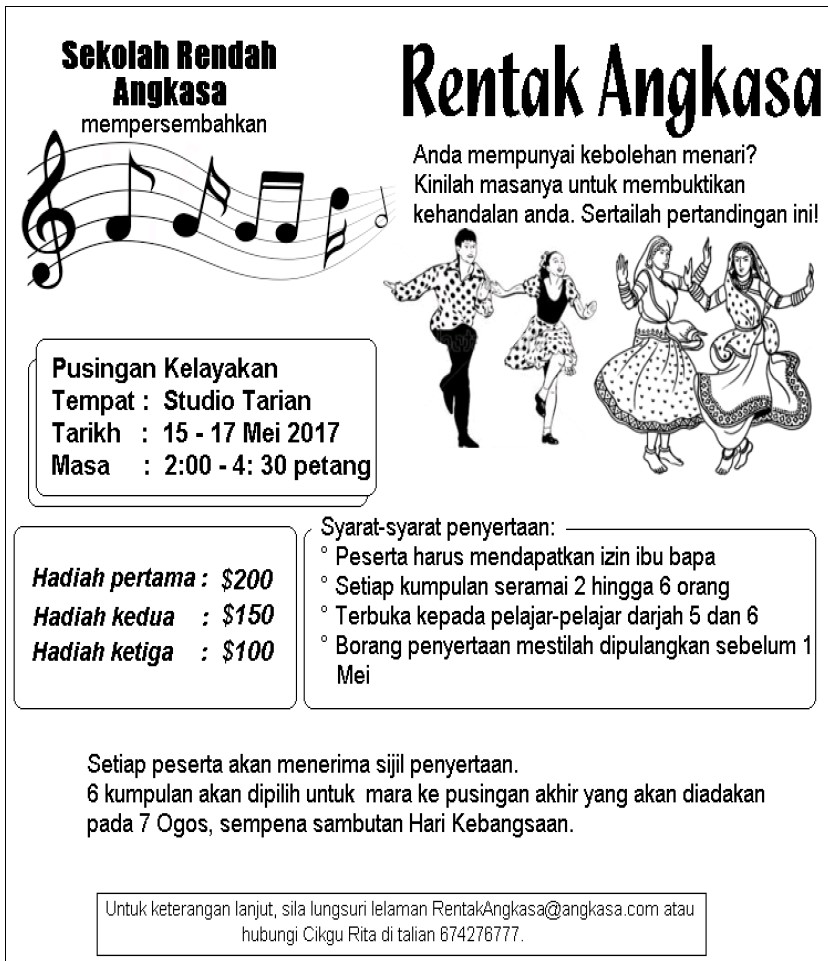 Sekolah Rendah
Angkasa
mempersembahkan
Rentak Angkasa
Anda mempunyai kebolehan menari?
Kinilah masanya untuk membuktikan
kehandalan anda. Sertailah pertandingan ini!
Pusingan Kelayakan
Tempat : Studio Tarian
Tarikh : 15 - 17 Mei 2017
Masa : 2:00 - 4: 30 petang
Hadiah pertama : $200
Hadiah kedua : $150
Hadiah ketiga : $100
Syarat-syarat penyertaan:
° Peserta harus mendapatkan izin ibu bapa
° Setiap kumpulan seramai 2 hingga 6 orang
° Terbuka kepada pelajar-pelajar darjah 5 dan 6
° Borang penyertaan mestilah dipulangkan sebelum 1
Mei
Setiap peserta akan menerima sijil penyertaan.
6 kumpulan akan dipilih untuk mara ke pusingan akhir yang akan diadakan
pada 7 Ogos, sempena sambutan Hari Kebangsaan.
Untuk keterangan lanjut, sila lungsuri lelaman RentakAngkasa@angkasa.com atau
hubungi Cikgu Rita di talian 674276777.